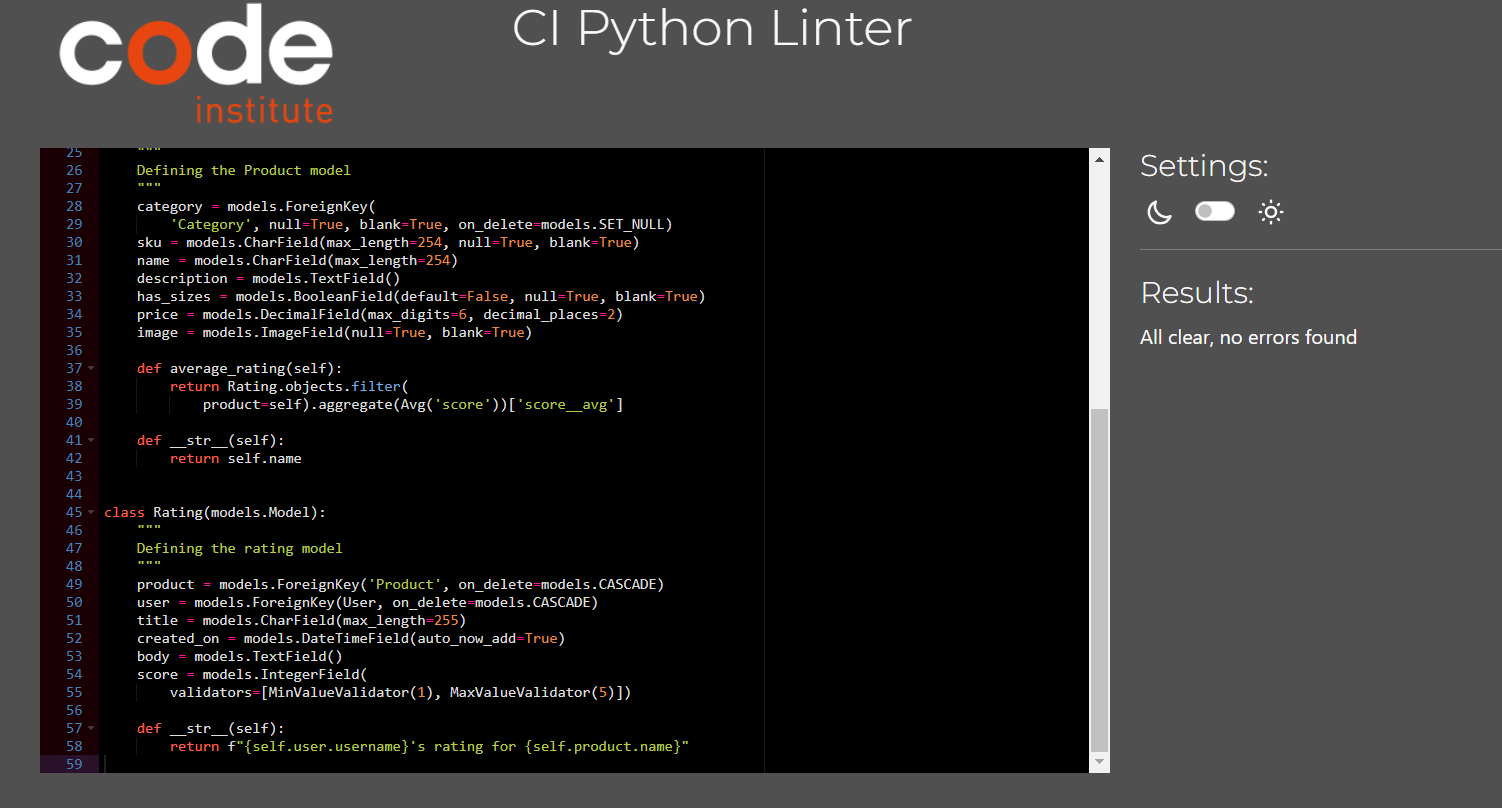 code
institute
CI Python Linter
25 """
26 Defining the Product model
27 """
28 category = models.ForeignKey(
29 'Category', null=True, blank=True, on_delete=models.SET_NULL)
30 sku = models.CharField(max_length=254, null=True, blank=True)
31 name = models.CharField(max_length=254)
32 description = models.TextField()
33 has_sizes = models.BooleanField(default=False, null=True, blank=True)
34 price = models.DecimalField(max_digits=6, decimal_places=2)
35 image = models.ImageField(null=True, blank=True)
36
37 def average_rating(self):
38 return Rating.objects.filter(
39 product=self).aggregate(Avg('score'))['score__avg']
40
41 def __str__(self):
42 return self.name
43
44
45 class Rating(models.Model):
46 """
47 Defining the rating model
48 """
49 product = models.ForeignKey('Product', on_delete=models.CASCADE)
50 user = models.ForeignKey(User, on_delete=models.CASCADE)
51 title = models.CharField(max_length=255)
52 created_on = models.DateTimeField(auto_now_add=True)
53 body = models.TextField()
54 score = models.IntegerField(
55 validators=[MinValueValidator(1), MaxValueValidator(5)])
56
57 def __str__(self):
58 return f"{self.user.username}'s rating for {self.product.name}"
59
Settings:
Results:
All clear, no errors found